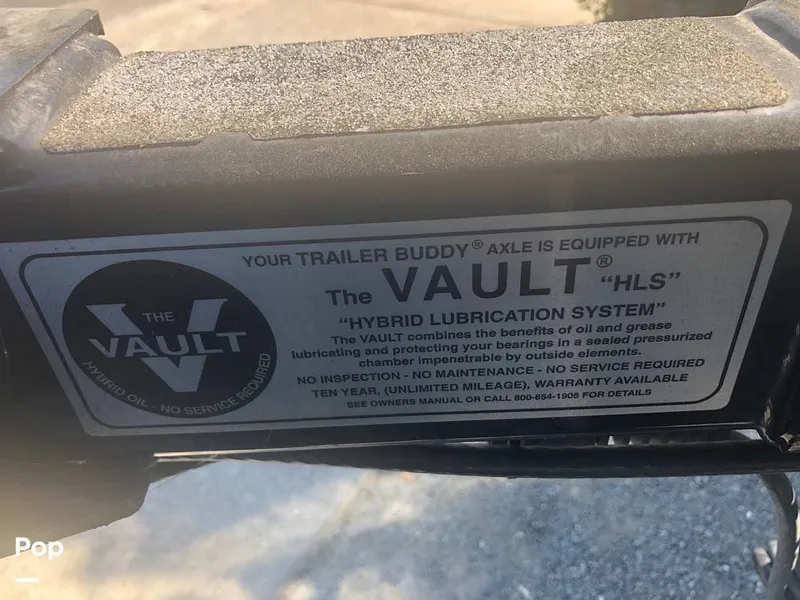 YOUR TRAILER BUDDY® AXLE IS EQUIPPED WITH
The VAULT® "HLS"
"HYBRID LUBRICATION SYSTEM"
The VAULT combines the benefits of oil and grease
lubricating and protecting your bearings in a sealed pressurized
chamber impenetrable by outside elements.
NO INSPECTION - NO MAINTENANCE - NO SERVICE REQUIRED
TEN YEAR, (UNLIMITED MILEAGE), WARRANTY AVAILABLE
SEE OWNERS MANUAL OR CALL 800-854-1908 FOR DETAILS
V
THE
VAULT
HYBRID OIL - NO SERVICE REQUIRED
Pop